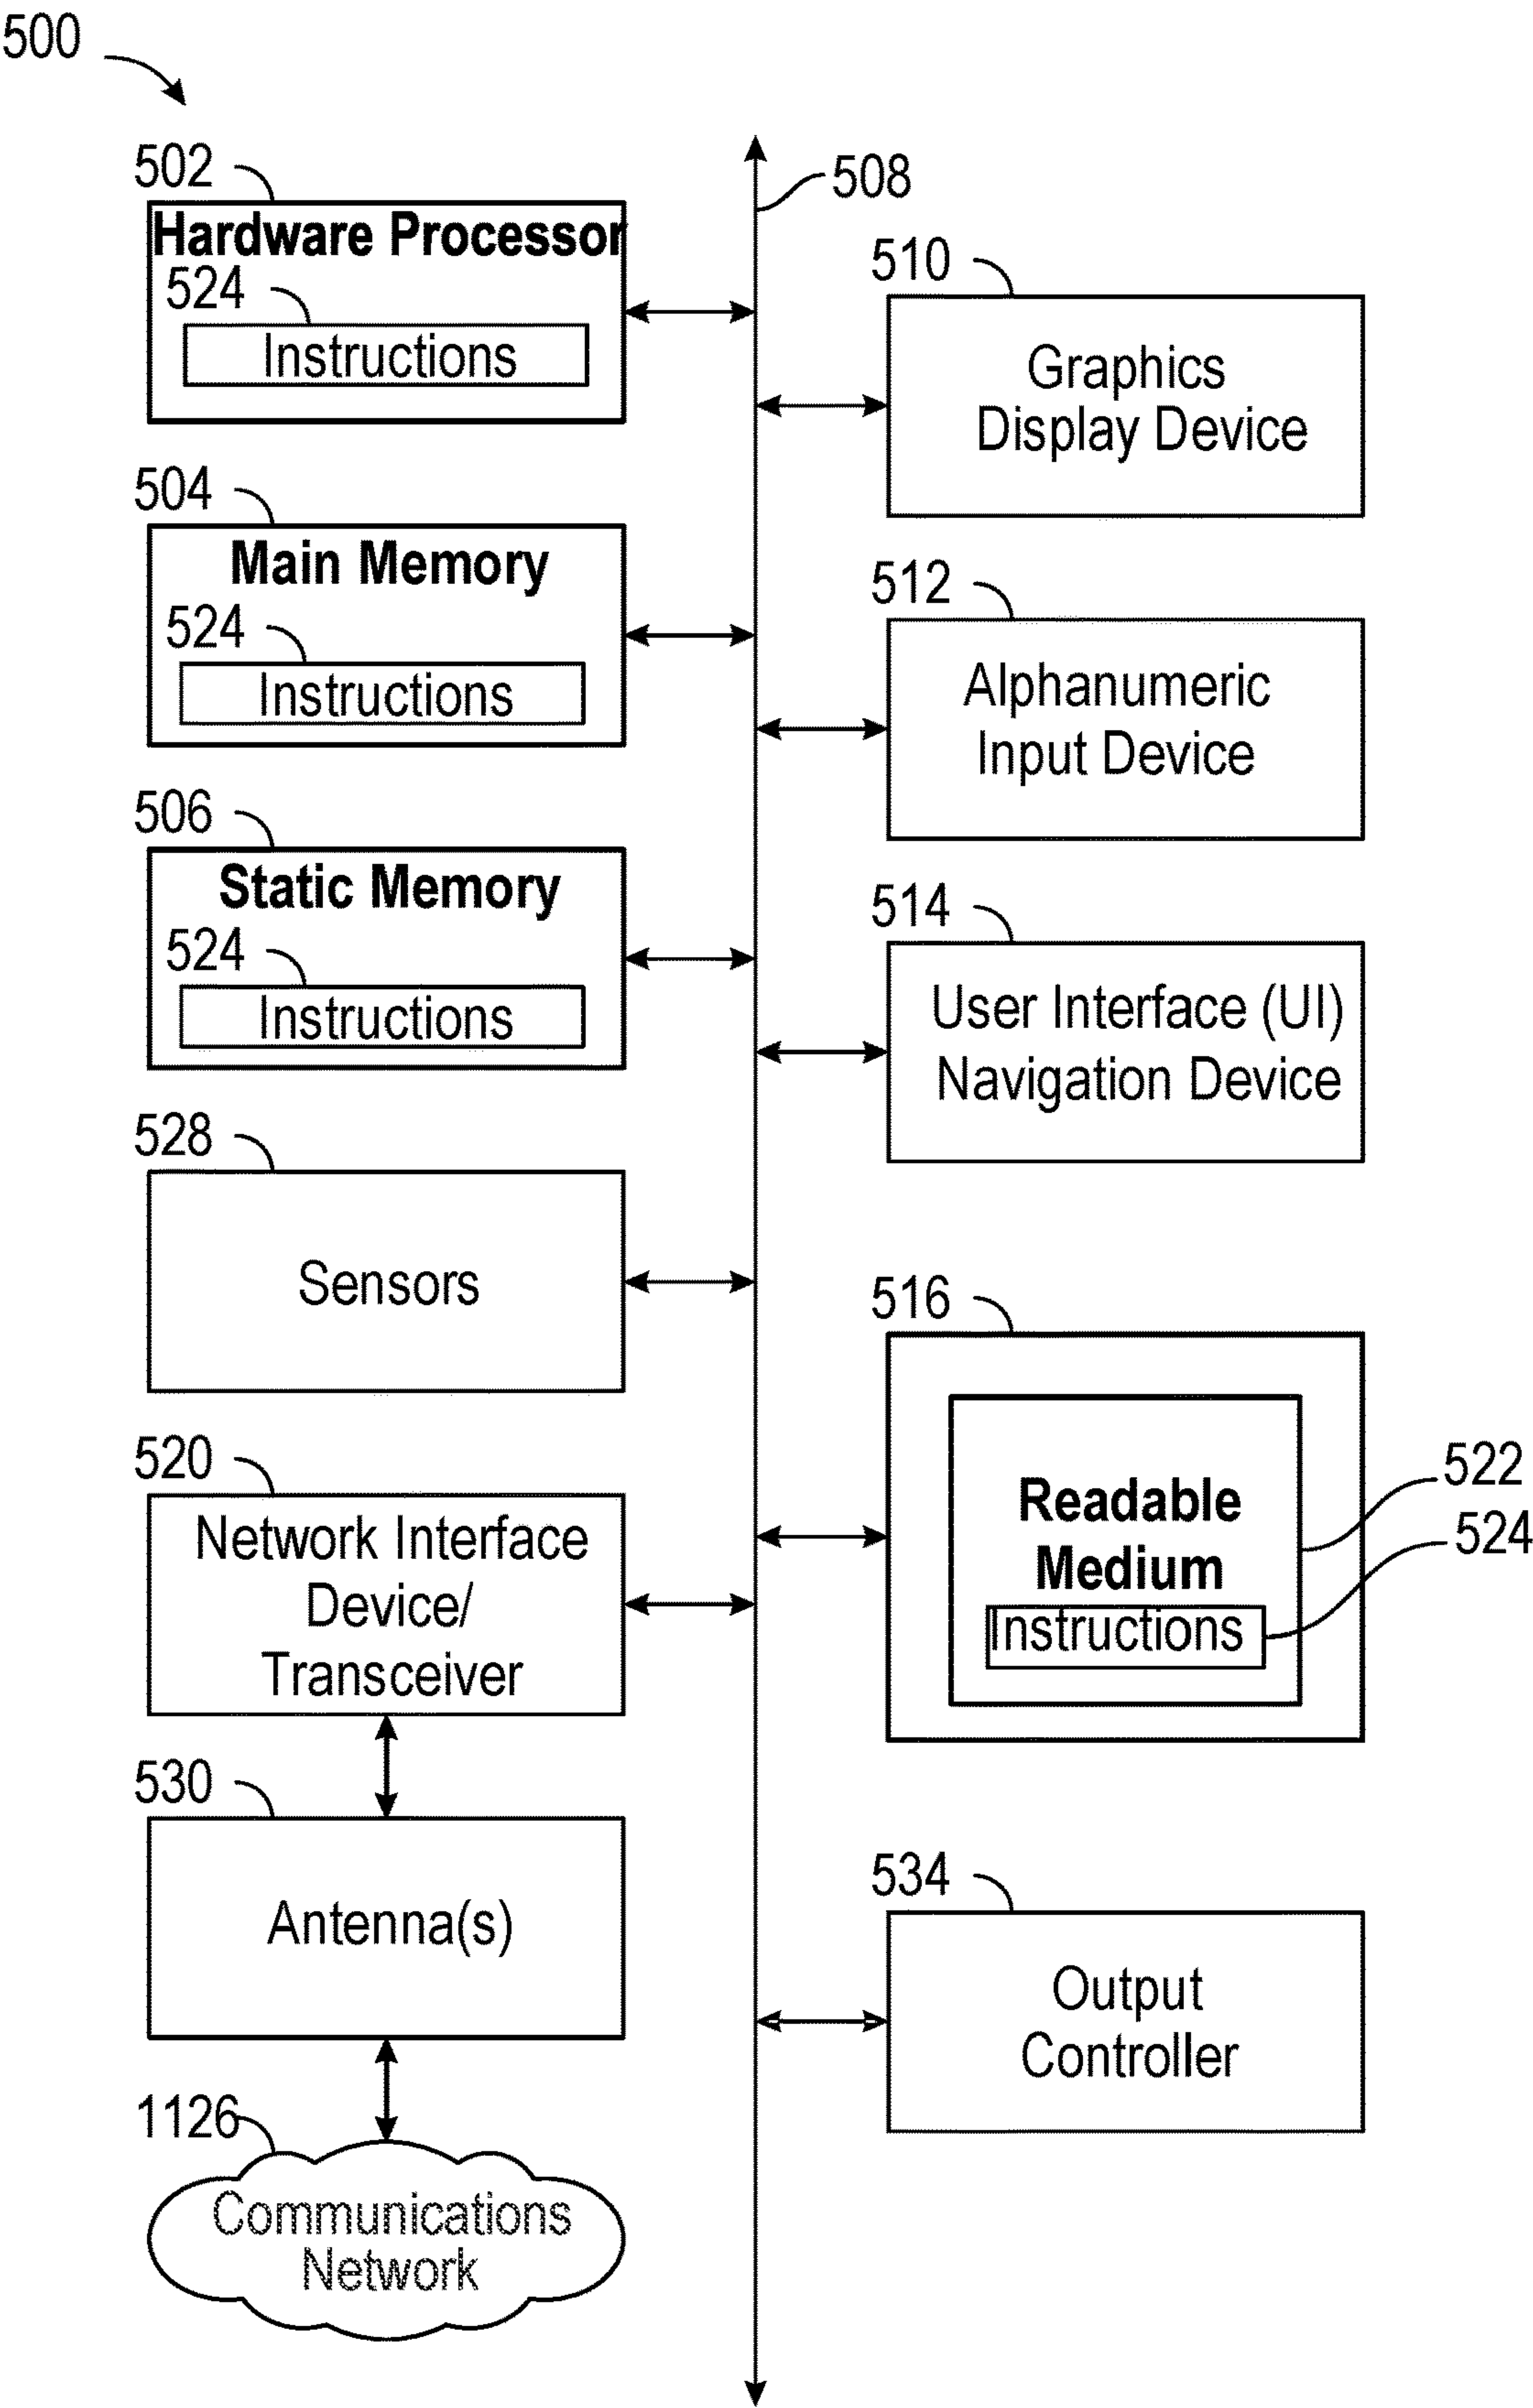 500
502
Hardware Processor
524
Instructions
504
Main Memory
524
Instructions
506
Static Memory
524
Instructions
528
Sensors
520
Network Interface
Device/
Transceiver
530
Antenna(s)
1126
Communications
Network
508
510
Graphics
Display Device
512
Alphanumeric
Input Device
514
User Interface (UI)
Navigation Device
516
Readable
Medium
Instructions
522
524
534
Output
Controller